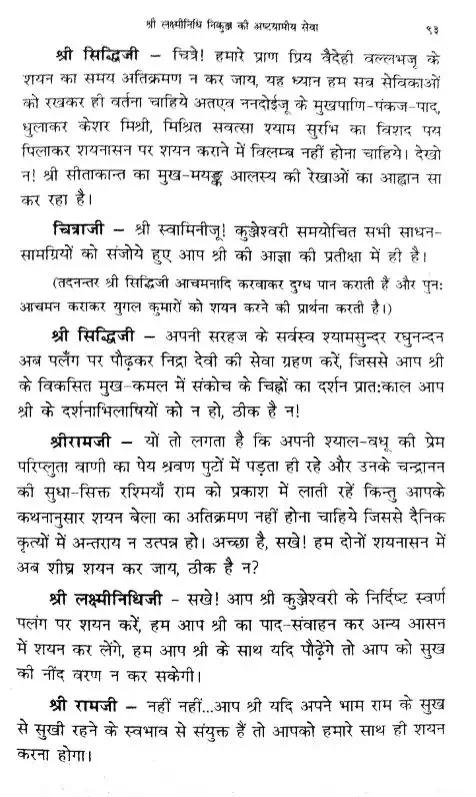 श्री लक्ष्मीनिधि निकुञ्ज की अष्टयामीय सेवा ९३
श्री सिद्धिजी – चित्रे! हमारे प्राण प्रिय वैदेही वल्लभजू के
शयन का समय अतिक्रमण न कर जाय, यह ध्यान हम सब सेविकाओं
को रखकर ही वर्तना चाहिये अतएव ननदोईजू के मुखपाणि-पंकज-पाद,
धुलाकर केशर मिश्री, मिश्रित सवत्सा श्याम सुरभि का विशद पय
पिलाकर शयनासन पर शयन कराने में विलम्ब नहीं होना चाहिये। देखो
न! श्री सीताकान्त का मुख-मयङ्क आलस्य की रेखाओं का आह्वान सा
कर रहा है।
चित्राजी – श्री स्वामिनीजू! कुञ्जेश्वरी समयोचित सभी साधन-
सामग्रियों को संजोये हुए आप श्री की आज्ञा की प्रतीक्षा में ही है।
(तदनन्तर श्री सिद्धिजी आचमनादि करवाकर दुग्ध पान कराती हैं और पुनः
आचमन कराकर युगल कुमारों को शयन करने की प्रार्थना करती है।)
श्री सिद्धिजी – अपनी सरहज के सर्वस्व श्यामसुन्दर रघुनन्दन
अब पलँग पर पौढ़कर निद्रा देवी की सेवा ग्रहण करें, जिससे आप श्री
के विकसित मुख-कमल में संकोच के चिह्नों का दर्शन प्रातःकाल आप
श्री के दर्शनाभिलाषियों को न हो, ठीक है न!
श्रीरामजी – यों तो लगता है कि अपनी श्याल-वधू की प्रेम
परिप्लुता वाणी का पेय श्रवण पुटों में पड़ता ही रहे और उनके चन्द्रानन
की सुधा-सिक्त रश्मियाँ राम को प्रकाश में लाती रहें किन्तु आपके
कथनानुसार शयन बेला का अतिक्रमण नहीं होना चाहिये जिससे दैनिक
कृत्यों में अन्तराय न उत्पन्न हो। अच्छा है, सखे! हम दोनों शयनासन में
अब शीघ्र शयन कर जाय, ठीक है न?
श्री लक्ष्मीनिधिजी - सखे! आप श्री कुञ्जेश्वरी के निर्दिष्ट स्वर्ण
पलंग पर शयन करें, हम आप श्री का पाद-संवाहन कर अन्य आसन
में शयन कर लेंगे, हम आप श्री के साथ यदि पौढ़ेंगे तो आप को सुख
की नींद वरण न कर सकेगी।
श्री रामजी – नहीं नहीं...आप श्री यदि अपने भाम राम के सुख
से सुखी रहने के स्वभाव से संयुक्त हैं तो आपको हमारे साथ ही शयन
करना होगा।